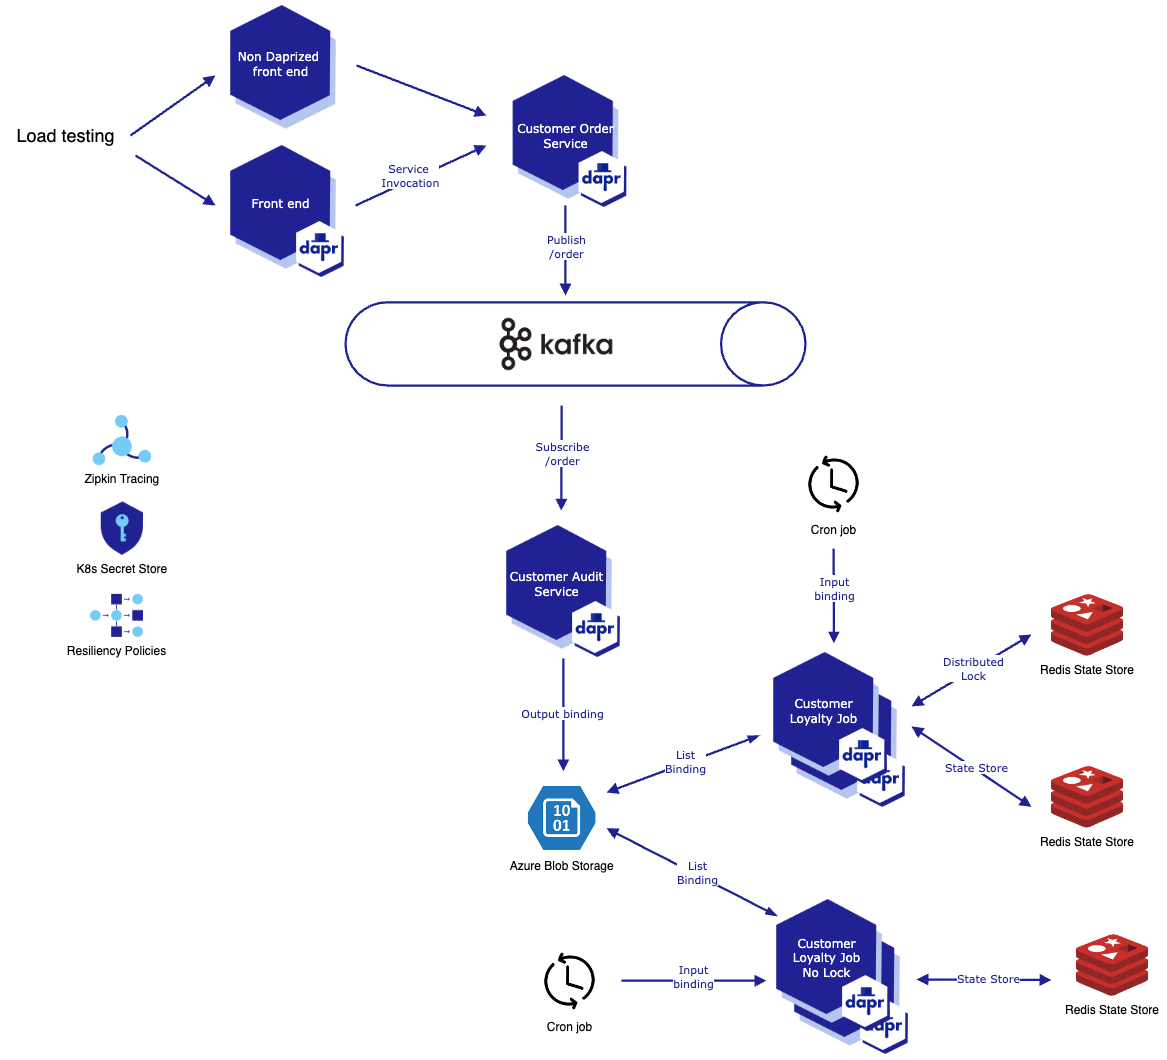 Non Daprized
front end
Load testing
Customer Order
Service
dapr
Service
Invocation
Front end
dapr
Publish
/order
kafka
Subscribe
/order
Zipkin Tracing
K8s Secret Store
Resiliency Policies
Cron job
Customer Audit
Service
dapr
Input
binding
Distributed
Lock
Redis State Store
Output binding
Customer
Loyalty Job
dapr
dapr
List
Binding
State Store
Redis State Store
10
01
Azure Blob Storage
List
Binding
Customer
Loyalty Job
No Lock
dapr
dapr
Cron job
Input
binding
State Store
Redis State Store